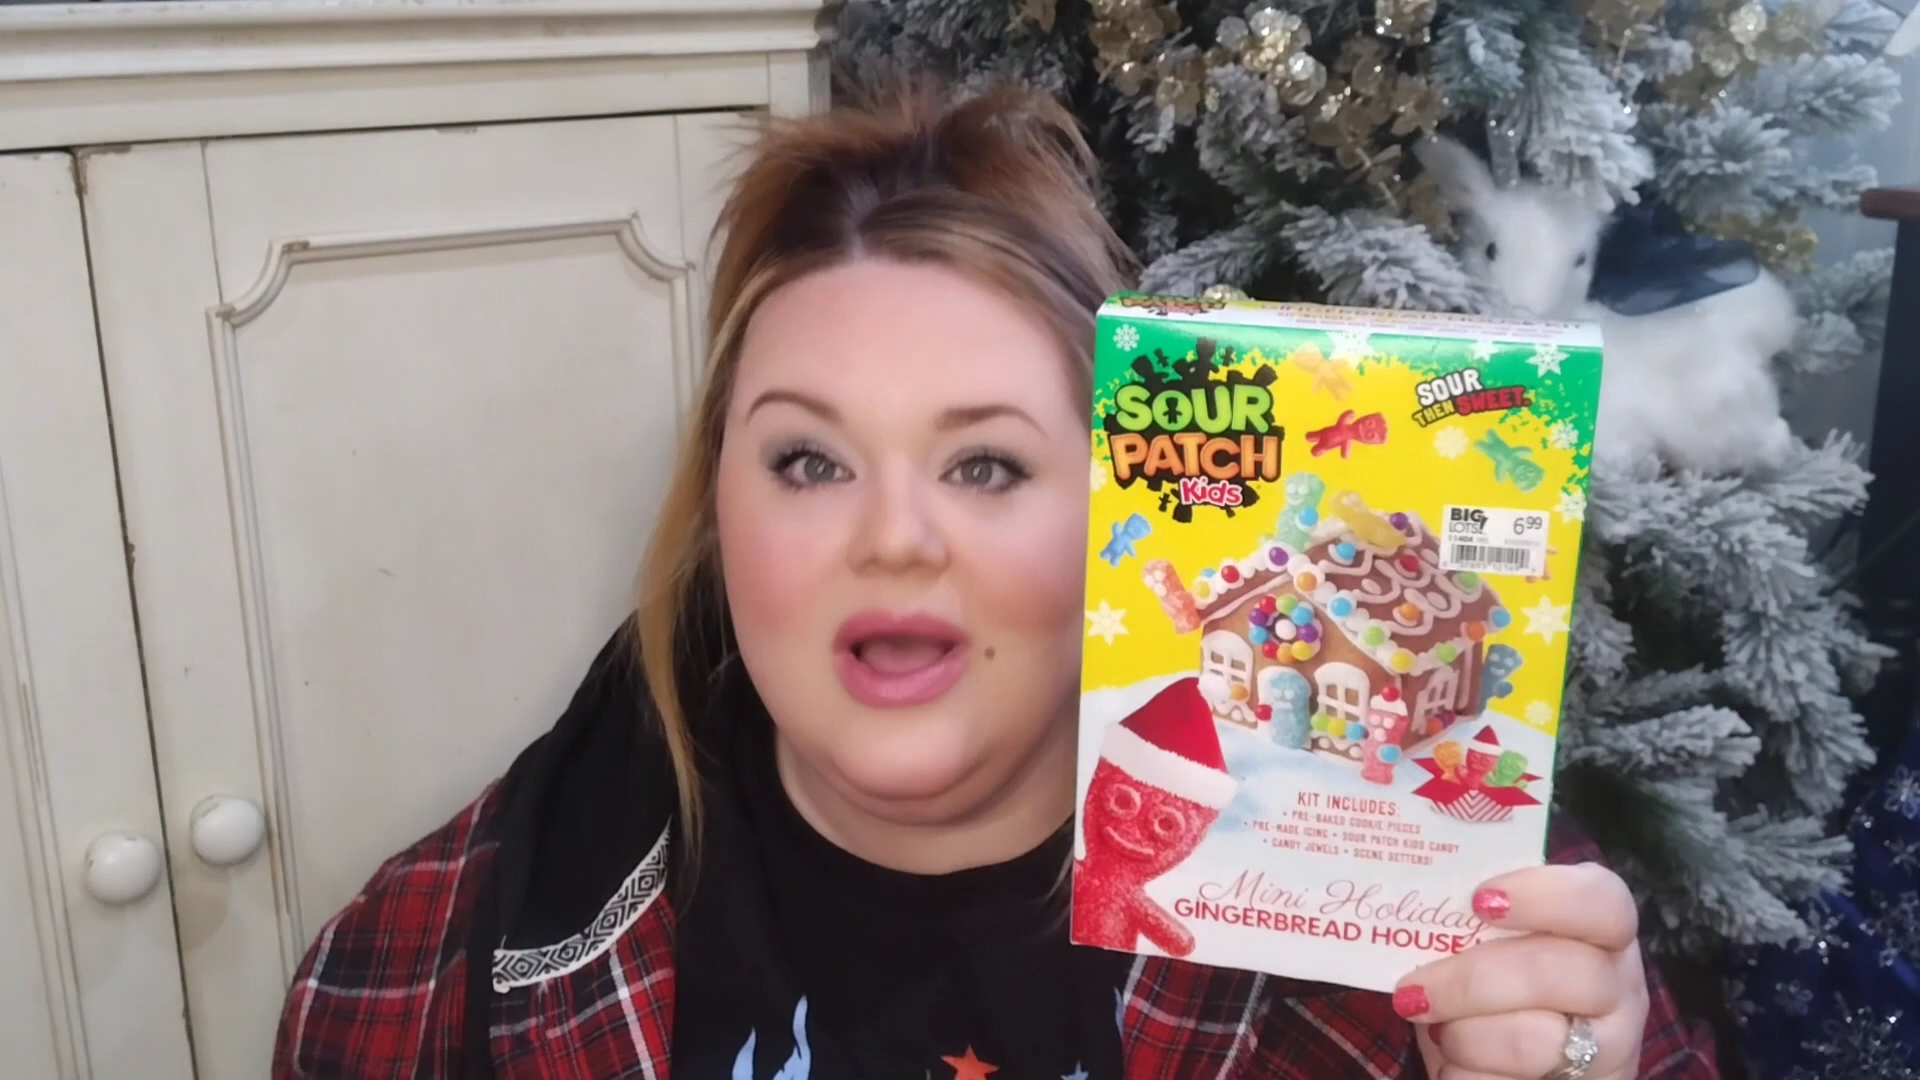 SOUR
PATCH
Kids
SOUR
THEN SWEET
BIG
LOTS!
6.99
KIT INCLUDES:
• PRE-BAKED COOKIE PIECES
• PRE-MADE ICING • SOUR PATCH KIDS CANDY
• CANDY JEWELS • SCENE SETTERS!
Mini Holiday
GINGERBREAD HOUSE